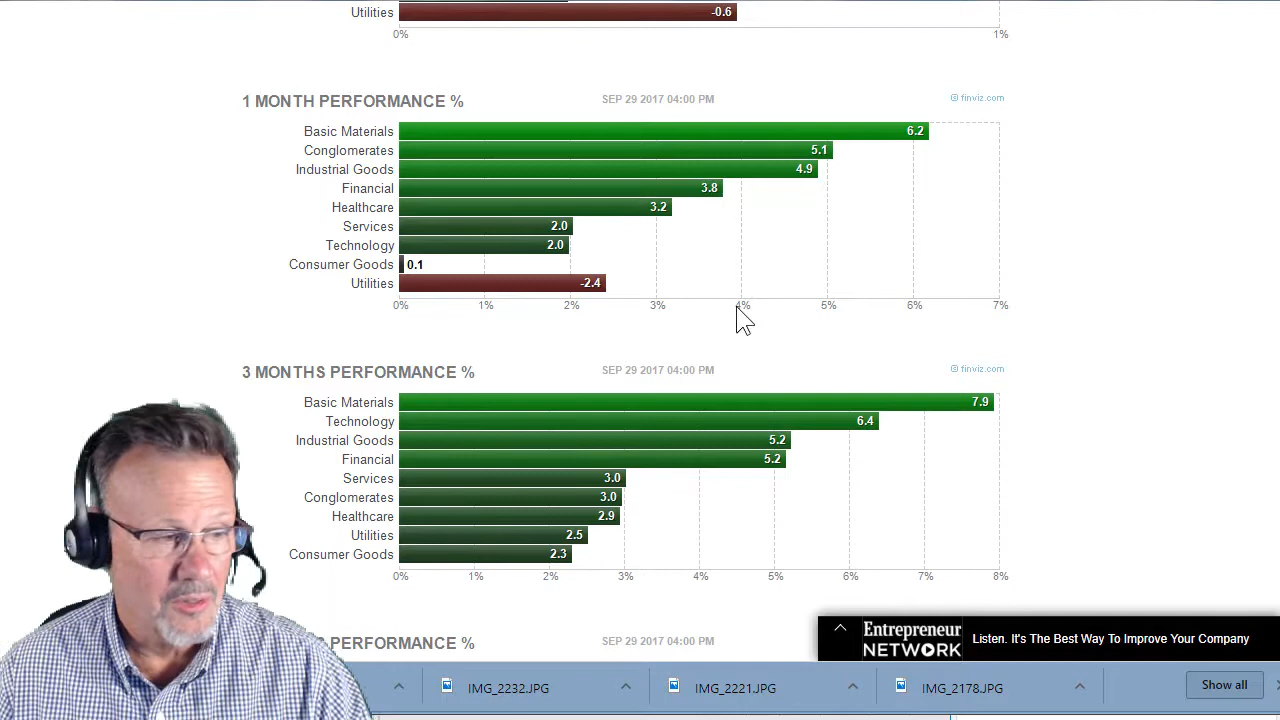 Utilities -0.6
0% 1%
1 MONTH PERFORMANCE % SEP 29 2017 04:00 PM © finviz.com
Basic Materials 6.2
Conglomerates 5.1
Industrial Goods 4.9
Financial 3.8
Healthcare 3.2
Services 2.0
Technology 2.0
Consumer Goods 0.1
Utilities -2.4
0% 1% 2% 3% 4% 5% 6% 7%
3 MONTHS PERFORMANCE % SEP 29 2017 04:00 PM © finviz.com
Basic Materials 7.9
Technology 6.4
Industrial Goods 5.2
Financial 5.2
Services 3.0
Conglomerates 3.0
Healthcare 2.9
Utilities 2.5
Consumer Goods 2.3
0% 1% 2% 3% 4% 5% 6% 7% 8%
PERFORMANCE % SEP 29 2017 04:00 PM
Entrepreneur
NETWORK
Listen. It's The Best Way To Improve Your Company
IMG_2232.JPG IMG_2221.JPG IMG_2178.JPG Show all